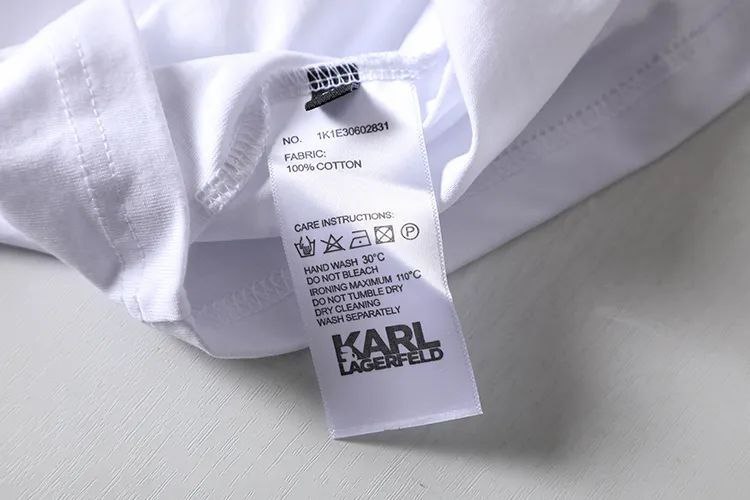 NO. 1K1E30602831
FABRIC:
100% COTTON
CARE INSTRUCTIONS:
P
HAND WASH 30°C
DO NOT BLEACH
IRONING MAXIMUM 110°C
DO NOT TUMBLE DRY
DRY CLEANING
WASH SEPARATELY
KARL
LAGERFELD